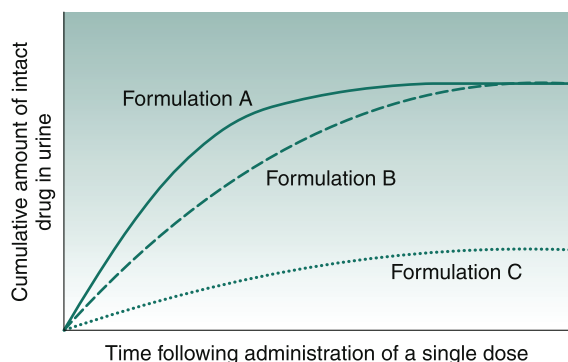 Cumulative amount of intact
drug in urine
Formulation A
Formulation B
Formulation C
Time following administration of a single dose